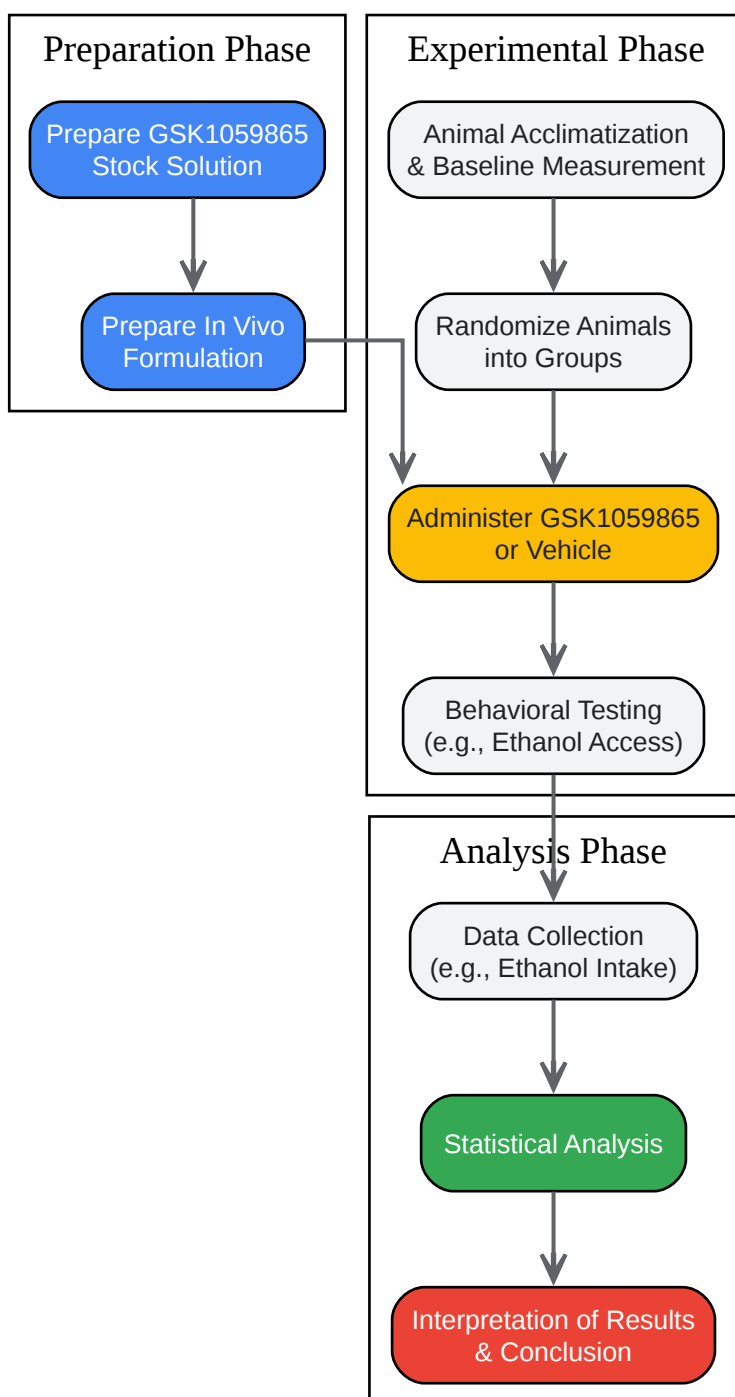 Preparation Phase
Prepare GSK1059865
Stock Solution
Prepare In Vivo
Formulation
Experimental Phase
Animal Acclimatization
& Baseline Measurement
Randomize Animals
into Groups
Administer GSK1059865
or Vehicle
Behavioral Testing
(e.g., Ethanol Access)
Analysis Phase
Data Collection
(e.g., Ethanol Intake)
Statistical Analysis
Interpretation of Results
& Conclusion